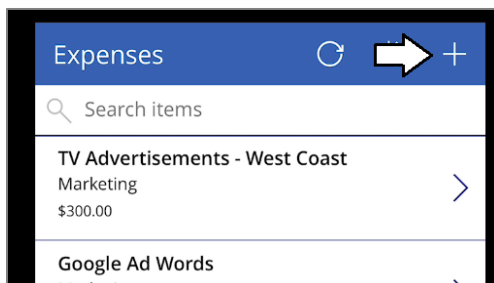 Expenses
Search items
TV Advertisements - West Coast
Marketing
$300.00
Google Ad Words